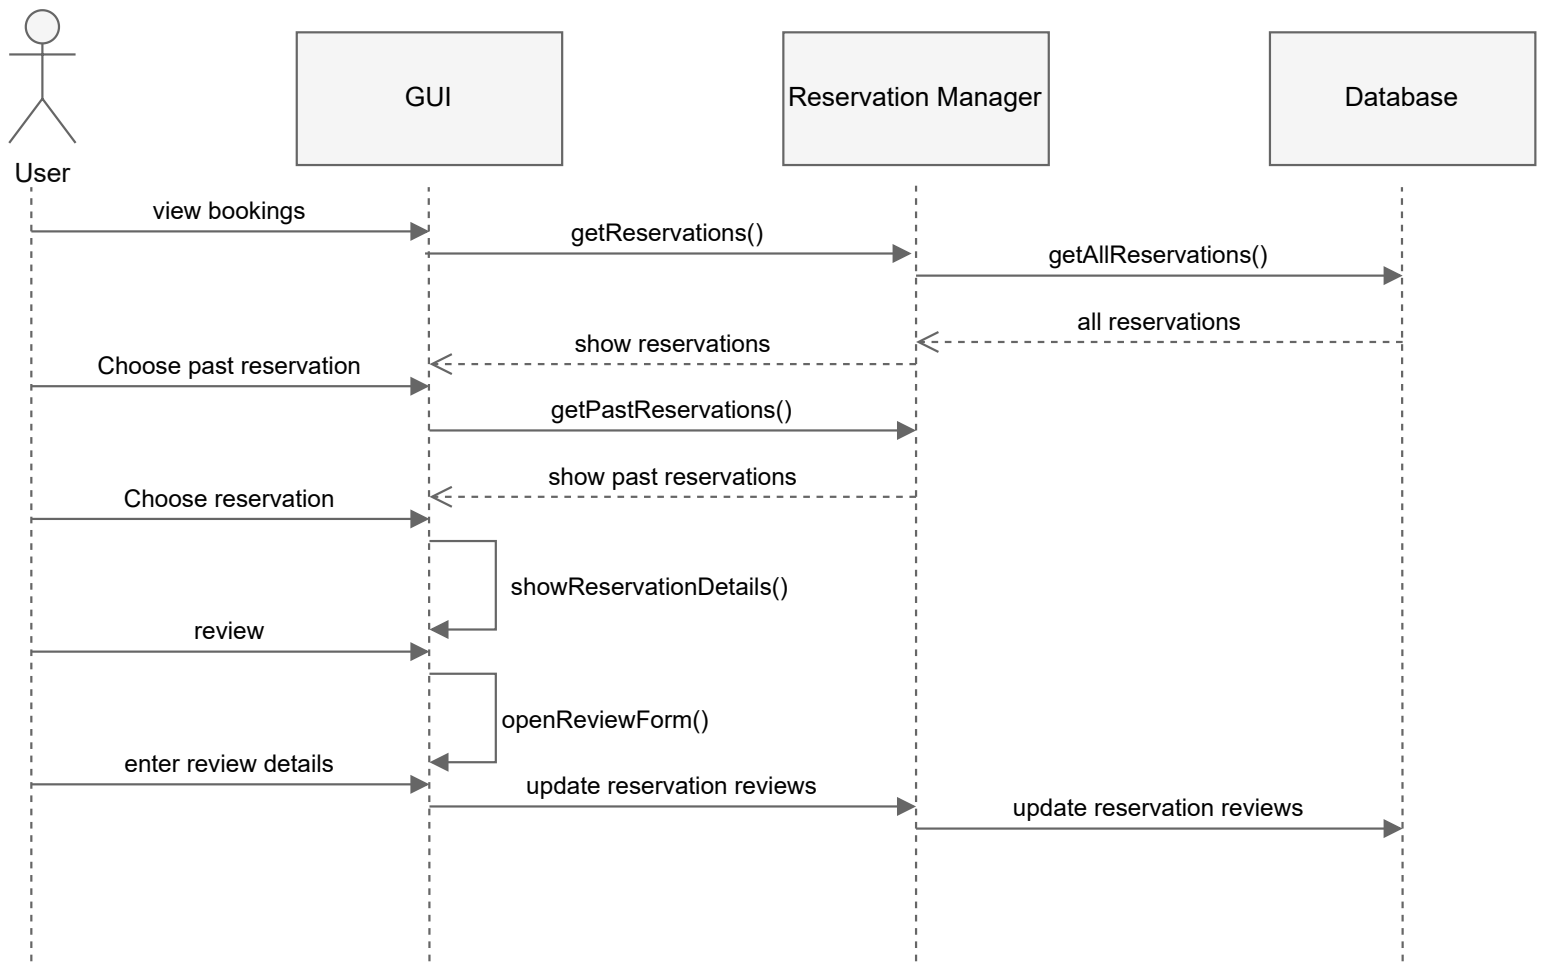 User
GUI
Reservation Manager
Database
view bookings
getReservations()
getAllReservations()
all reservations
show reservations
Choose past reservation
getPastReservations()
show past reservations
Choose reservation
showReservationDetails()
review
openReviewForm()
enter review details
update reservation reviews
update reservation reviews